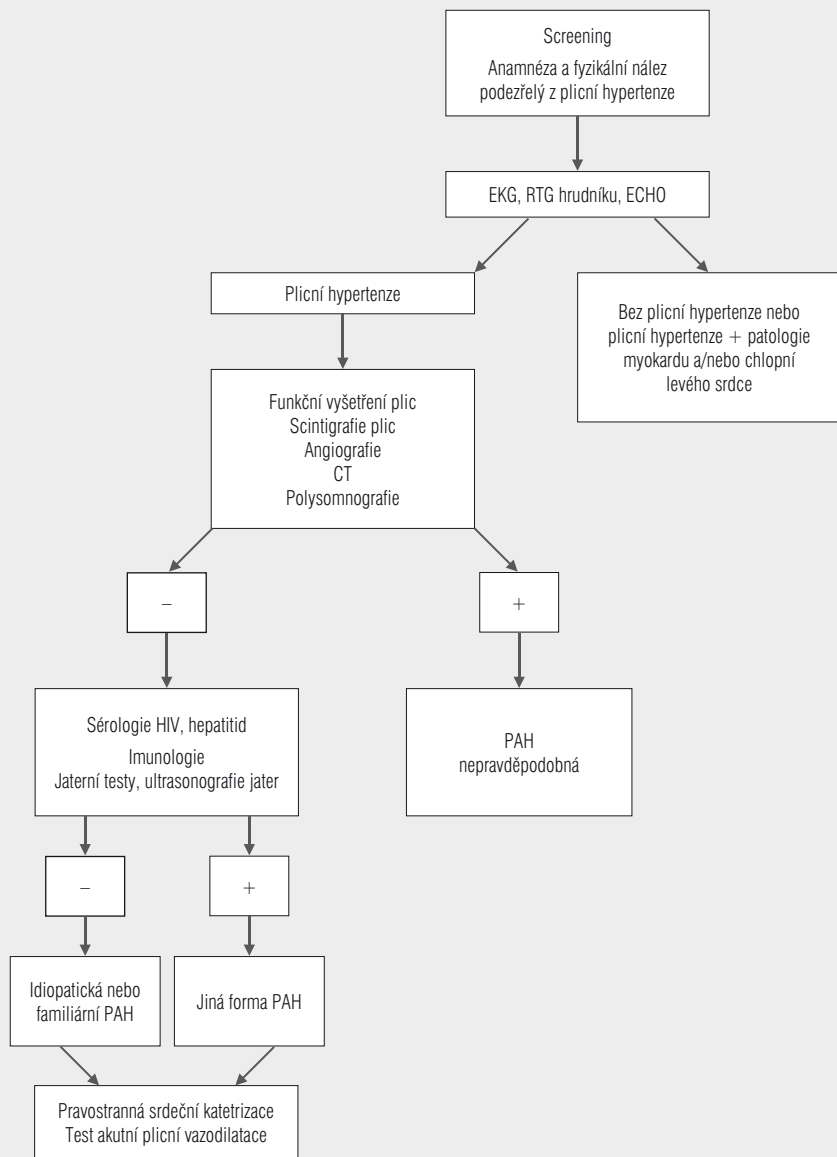 Screening
Anamnéza a fyzikální nález
podezřelý z plicní hypertenze
EKG, RTG hrudníku, ECHO
Plicní hypertenze
Bez plicní hypertenze nebo
plicní hypertenze + patologie
myokardu a/nebo chlopní
levého srdce
Funkční vyšetření plic
Scintigrafie plic
Angiografie
CT
Polysomnografie
–
+
Sérologie HIV, hepatitid
Imunologie
Jaterní testy, ultrasonografie jater
PAH
nepravděpodobná
–
+
Idiopatická nebo
familiární PAH
Jiná forma PAH
Pravostranná srdeční katetrizace
Test akutní plicní vazodilatace